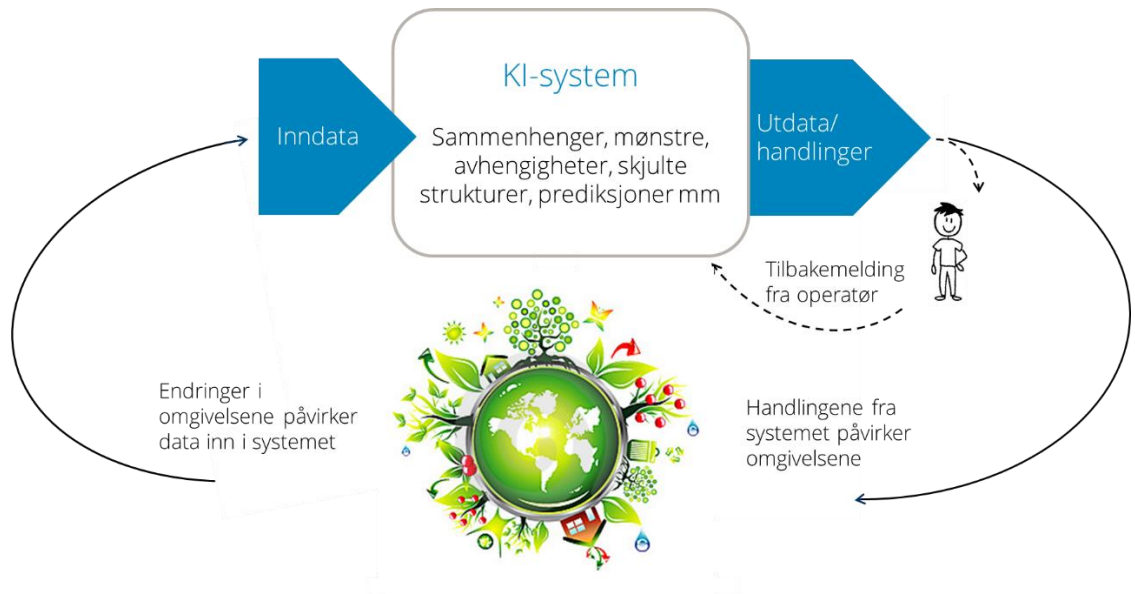 KI-system
Inndata
Sammenhenger, mønstre,
avhengigheter, skjulte
strukturer, prediksjoner mm
Utdata/
handlinger
Tilbakemelding
fra operatør
Endringer i
omgivelsene påvirker
data inn i systemet
Handlingene fra
systemet påvirker
omgivelsene